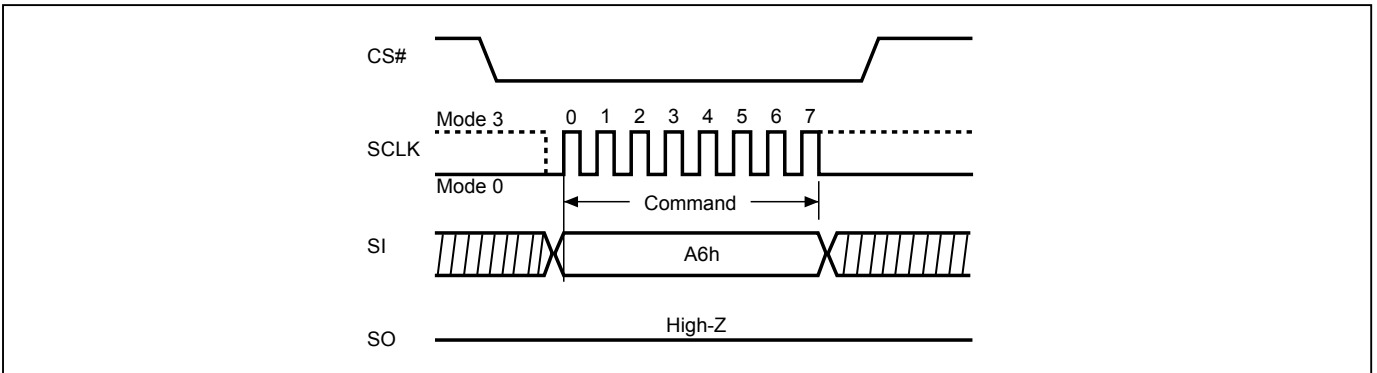 CS#
Mode 3
0 1 2 3 4 5 6 7
SCLK
Mode 0
Command
SI
A6h
High-Z
SO